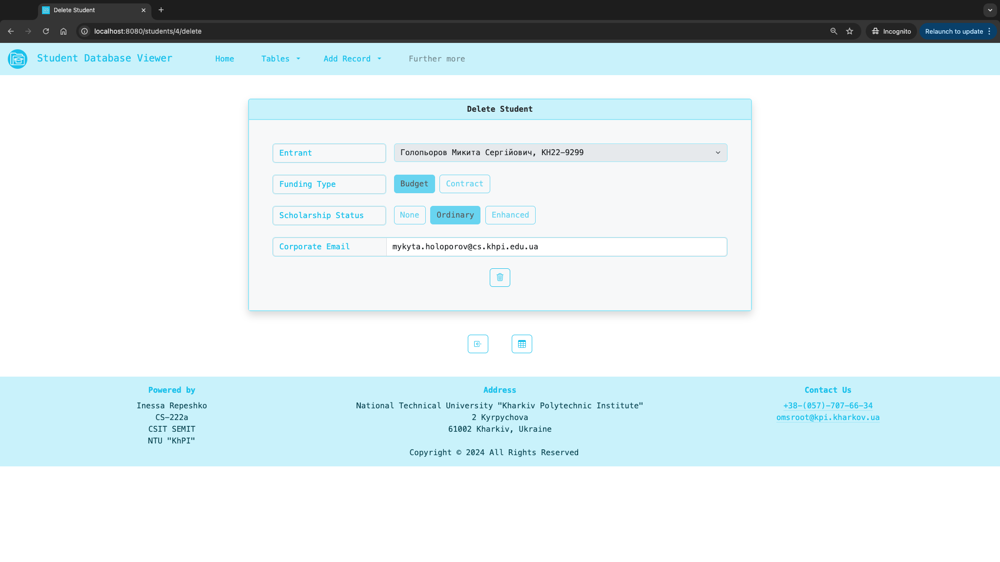 Delete Student
localhost:8080/students/4/delete
Incognito
Relaunch to update
Student Database Viewer
Home
Tables
Add Record
Further more
Delete Student
Entrant
Голопьоров Микита Сергійович, КН22-9299
Funding Type
Budget
Contract
Scholarship Status
None
Ordinary
Enhanced
Corporate Email
mykyta.holoporov@cs.khpi.edu.ua
Powered by
Inessa Repeshko
CS-222a
CSIT SEMIT
NTU "KhPI"
Address
National Technical University "Kharkiv Polytechnic Institute"
2 Kyrpychova
61002 Kharkiv, Ukraine
Contact Us
+38-(057)-707-66-34
omsroot@kpi.kharkov.ua
Copyright © 2024 All Rights Reserved